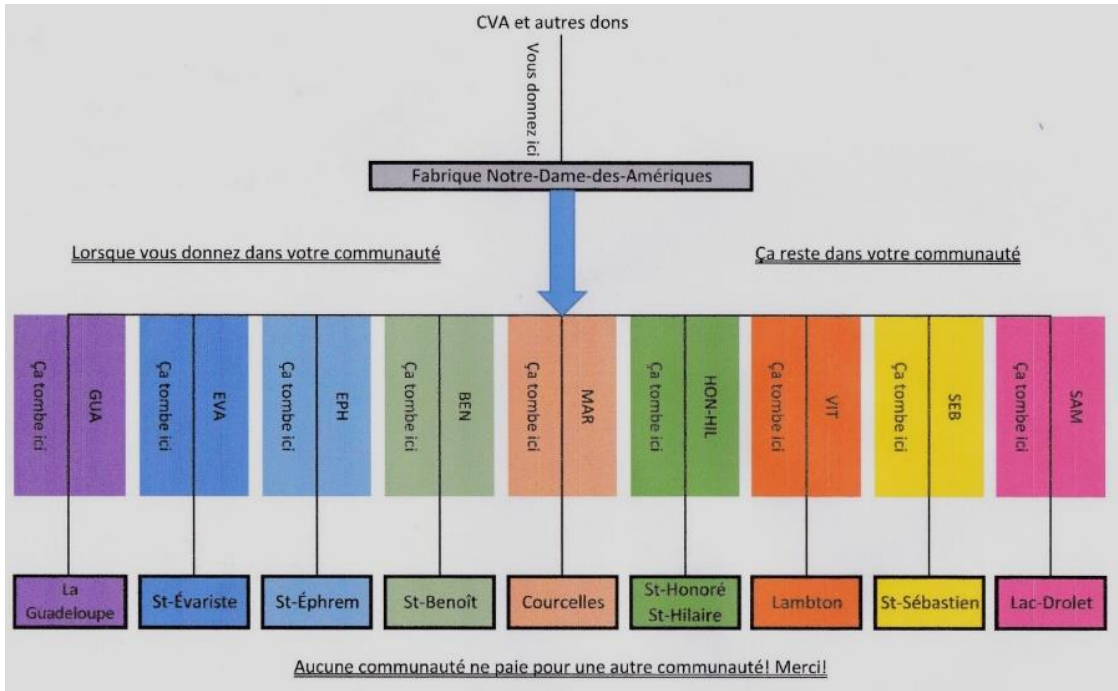 CVA et autres dons
Vous donnez ici
Fabrique Notre-Dame-des-Amériques
Lorsque vous donnez dans votre communauté
Ça reste dans votre communauté
Ça tombe ici
GUA
Ça tombe ici
EVA
Ça tombe ici
EPH
Ça tombe ici
BEN
Ça tombe ici
MAR
Ça tombe ici
HON-HIL
Ça tombe ici
VIT
Ça tombe ici
SEB
Ça tombe ici
SAM
La
Guadeloupe
St-Évariste
St-Éphrem
St-Benoît
Courcelles
St-Honoré
St-Hilaire
Lambton
St-Sébastien
Lac-Drolet
Aucune communauté ne paie pour une autre communauté! Merci!